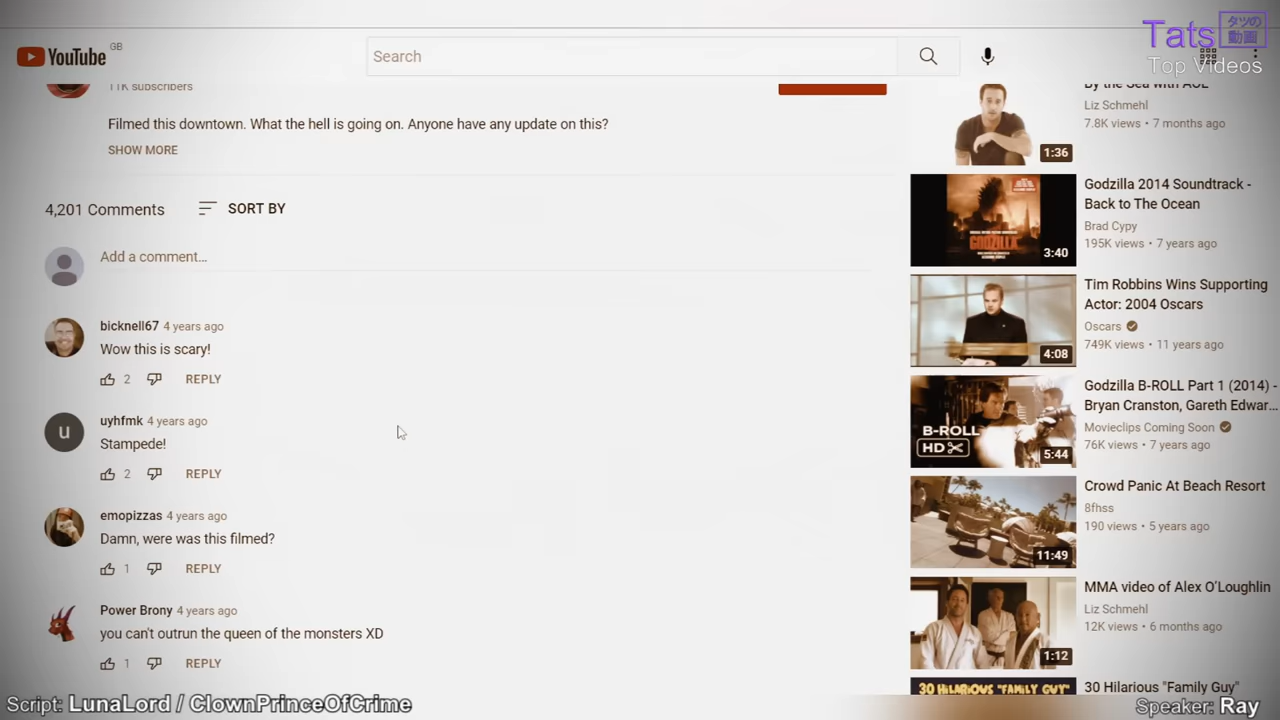 Tats タツの動画
Top Videos
YouTube GB
Search
11K subscribers
Filmed this downtown. What the hell is going on. Anyone have any update on this?
SHOW MORE
4,201 Comments
SORT BY
Add a comment...
bicknell67 4 years ago
Wow this is scary!
2
REPLY
uyhfmk 4 years ago
u
Stampede!
2
REPLY
emopizzas 4 years ago
Damn, were was this filmed?
1
REPLY
Power Brony 4 years ago
you can't outrun the queen of the monsters XD
1
REPLY
By the Sea with AOL
Liz Schmehl
7.8K views • 7 months ago
1:36
Godzilla 2014 Soundtrack -
Back to The Ocean
Brad Cypy
195K views • 7 years ago
GODZILLA
3:40
Tim Robbins Wins Supporting
Actor: 2004 Oscars
Oscars
749K views • 11 years ago
4:08
Godzilla B-ROLL Part 1 (2014) -
Bryan Cranston, Gareth Edwar...
Movieclips Coming Soon
76K views • 7 years ago
B-ROLL
HD
5:44
Crowd Panic At Beach Resort
8fhss
190 views • 5 years ago
11:49
MMA video of Alex O'Loughlin
Liz Schmehl
12K views • 6 months ago
1:12
30 HILARIOUS "FAMILY GUY"
30 Hilarious "Family Guy"
Script: LunaLord / ClownPrinceOfCrime
Speaker: Ray